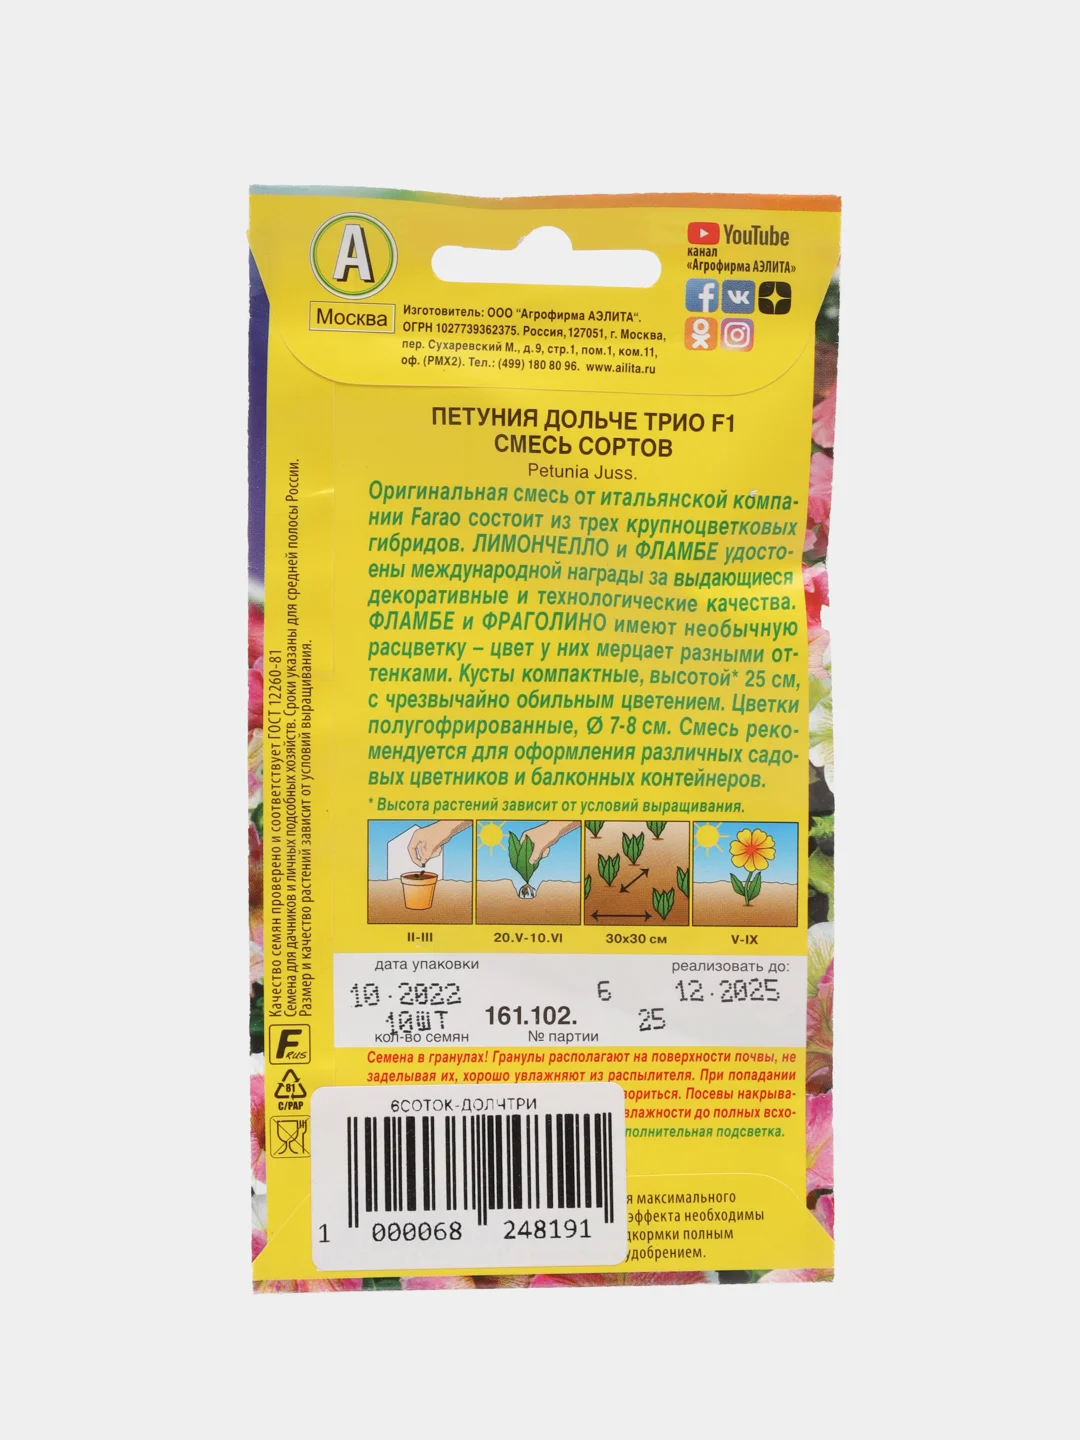 А
Москва
Изготовитель: ООО "Агрофирма АЭЛИТА".
ОГРН 1027739362375. Россия,127051, г. Москва,
пер. Сухаревский М., д.9, стр.1, пом.1, ком.11,
оф. (РМХ2). Тел.: (499) 180 80 96. www.ailita.ru
YouTube
канал
«Агрофирма АЭЛИТА»
ПЕТУНИЯ ДОЛЬЧЕ ТРИО F1
СМЕСЬ СОРТОВ
Petunia Juss.
Оригинальная смесь от итальянской компа-
нии Farao состоит из трех крупноцветковых
гибридов. ЛИМОНЧЕЛЛО и ФЛАМБЕ удосто-
ены международной награды за выдающиеся
декоративные и технологические качества.
ФЛАМБЕ и ФРАГОЛИНО имеют необычную
расцветку – цвет у них мерцает разными от-
тенками. Кусты компактные, высотой* 25 см,
с чрезвычайно обильным цветением. Цветки
полугофрированные, Ø 7-8 см. Смесь реко-
мендуется для оформления различных садо-
вых цветников и балконных контейнеров.
* Высота растений зависит от условий выращивания.
II-III
20.V-10.VI
30х30 см
V-IX
дата упаковки
реализовать до:
10.2022
6
12.2025
10ШТ
161.102.
25
кол-во семян
№ партии
Семена в гранулах! Гранулы располагают на поверхности почвы, не
заделывая их, хорошо увлажняют из распылителя. При попадании
пориться. Посевы накрыва-
влажности до полных всхо-
полнительная подсветка.
я максимального
эффекта необходимы
дкормки полным
удобрением.
Качество семян проверено и соответствует ГОСТ 12260-81
Семена для дачников и личных подсобных хозяйств. Сроки указаны для средней полосы России.
Размер и качество растений зависит от условий выращивания.
F RUS
81
C/PAP
6СОТОК-ДОЛЧТРИ
1 000068 248191